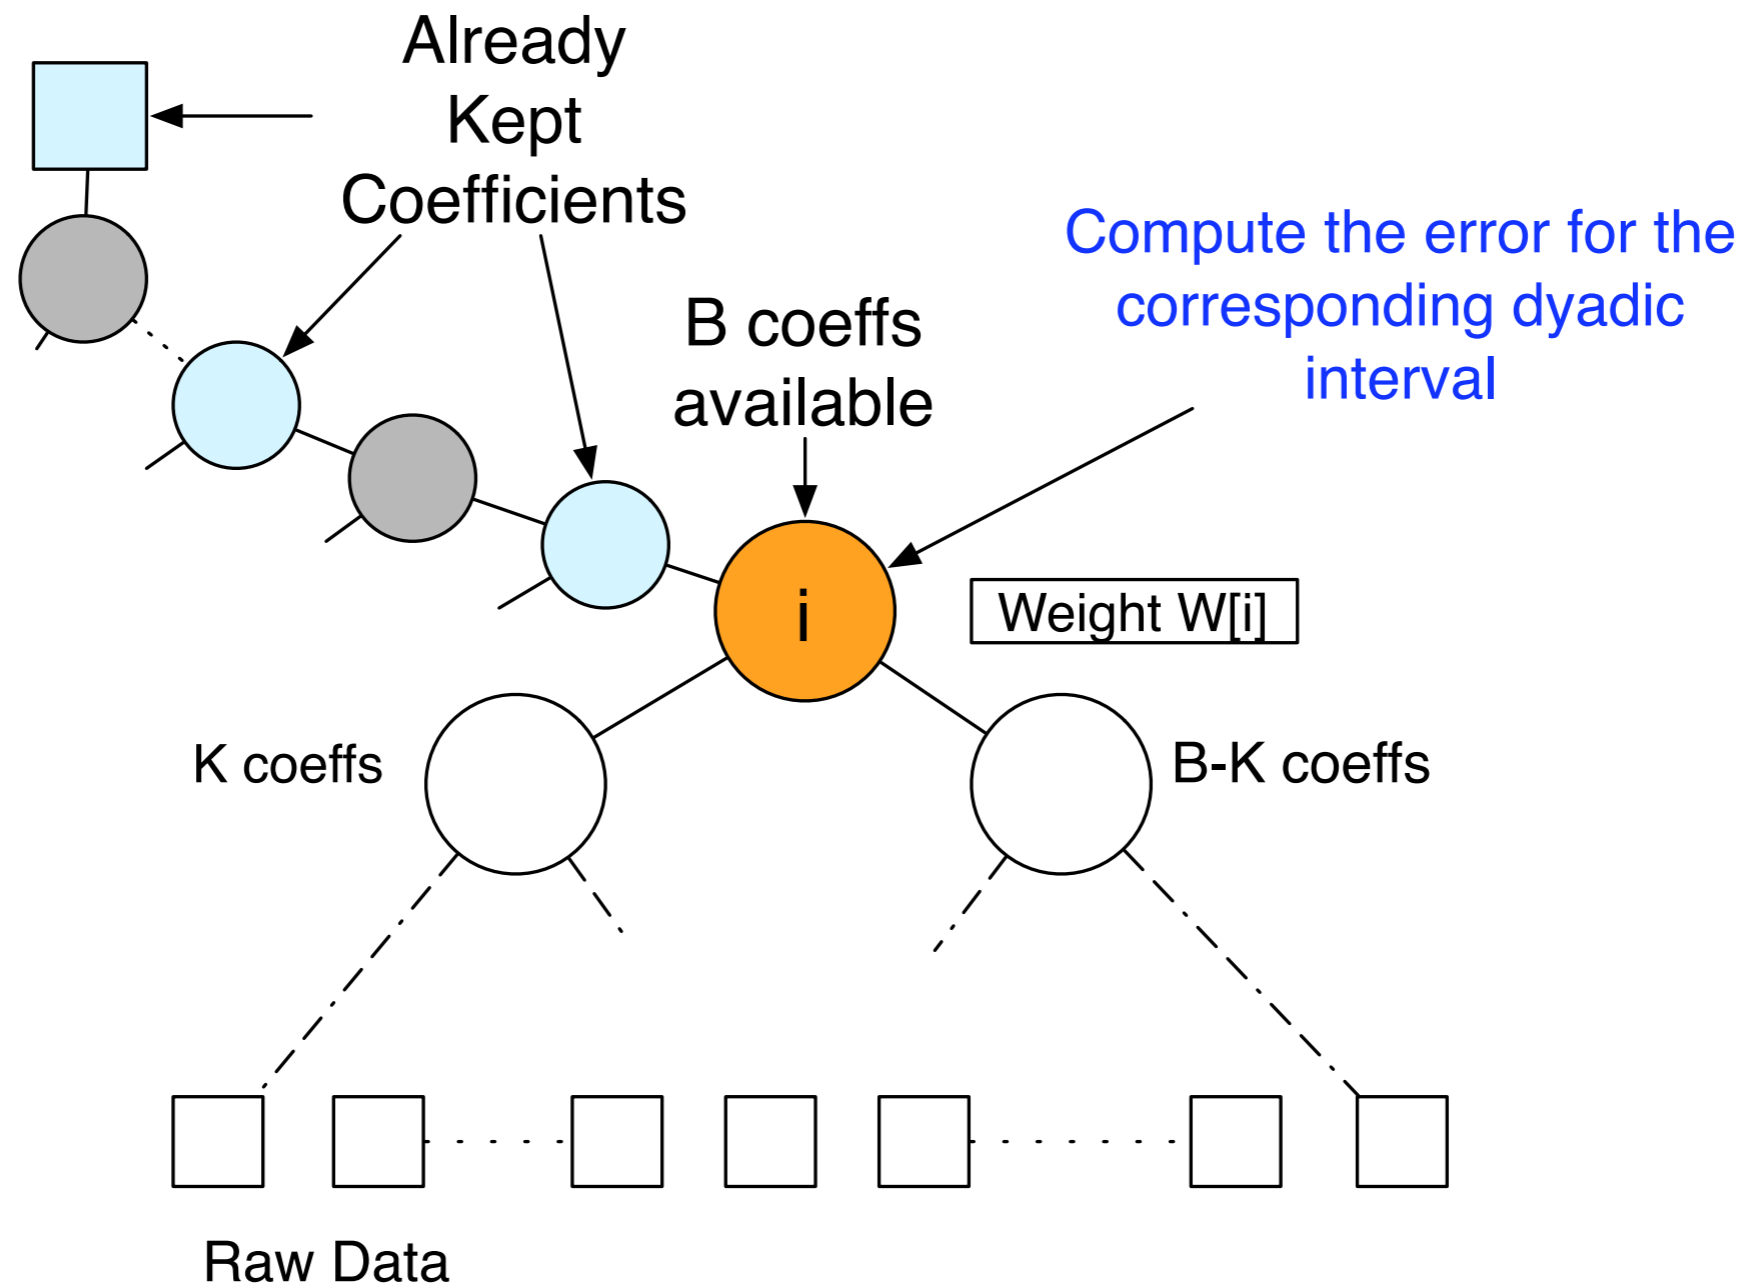 Already
Kept
Coefficients
Compute the error for the
corresponding dyadic
interval
B coeffs
available
i
Weight W[i]
K coeffs
B-K coeffs
Raw Data